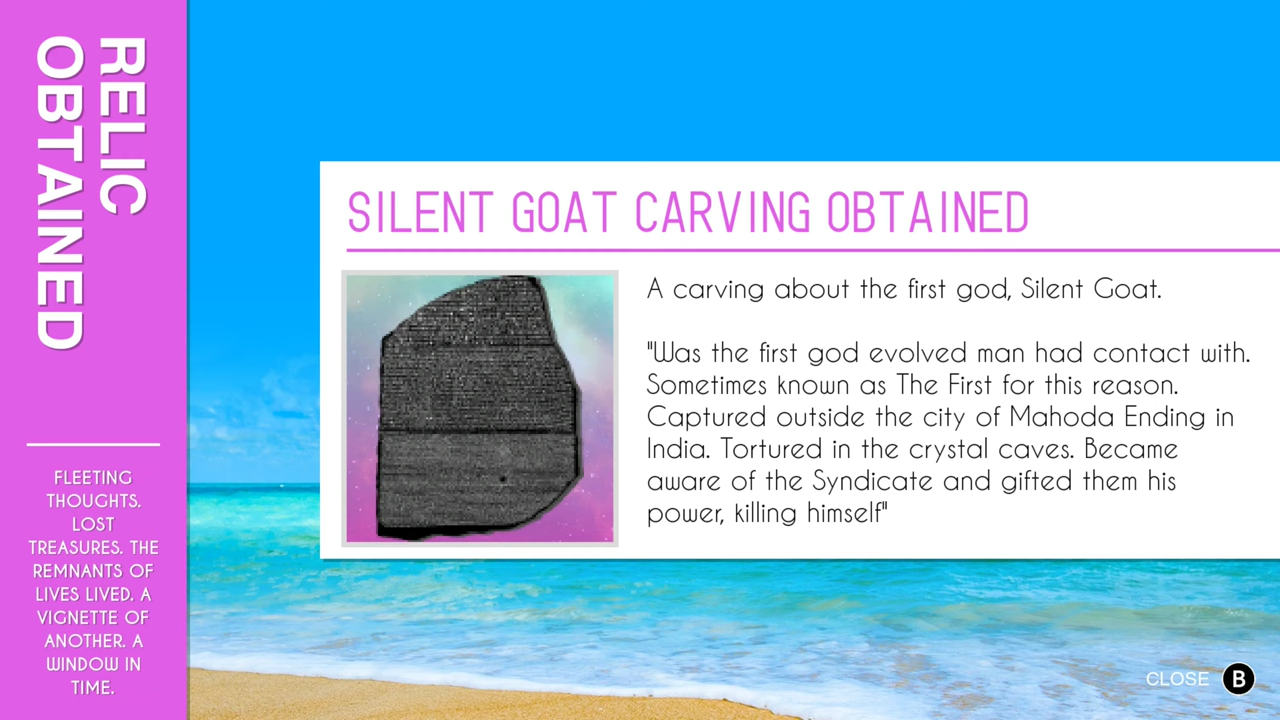 RELIC
OBTAINED
FLEETING
THOUGHTS.
LOST
TREASURES. THE
REMNANTS OF
LIVES LIVED. A
VIGNETTE OF
ANOTHER. A
WINDOW IN
TIME.
SILENT GOAT CARVING OBTAINED
A carving about the first god, Silent Goat.
"Was the first god evolved man had contact with.
Sometimes known as The First for this reason.
Captured outside the city of Mahoda Ending in
India. Tortured in the crystal caves. Became
aware of the Syndicate and gifted them his
power, killing himself"
CLOSE B